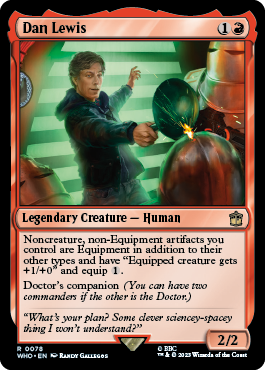 Dan Lewis 1
Legendary Creature — Human
Noncreature, non-Equipment artifacts you
control are Equipment in addition to their
other types and have “Equipped creature gets
+1/+0” and equip 1.
Doctor’s companion (You can have two
commanders if the other is the Doctor.)
“What’s your plan? Some clever sciencey-spacey
thing I won’t understand?”
2/2
R 0078
WHO • EN RANDY GALLEGOS
© BBC
™ & © 2023 Wizards of the Coast